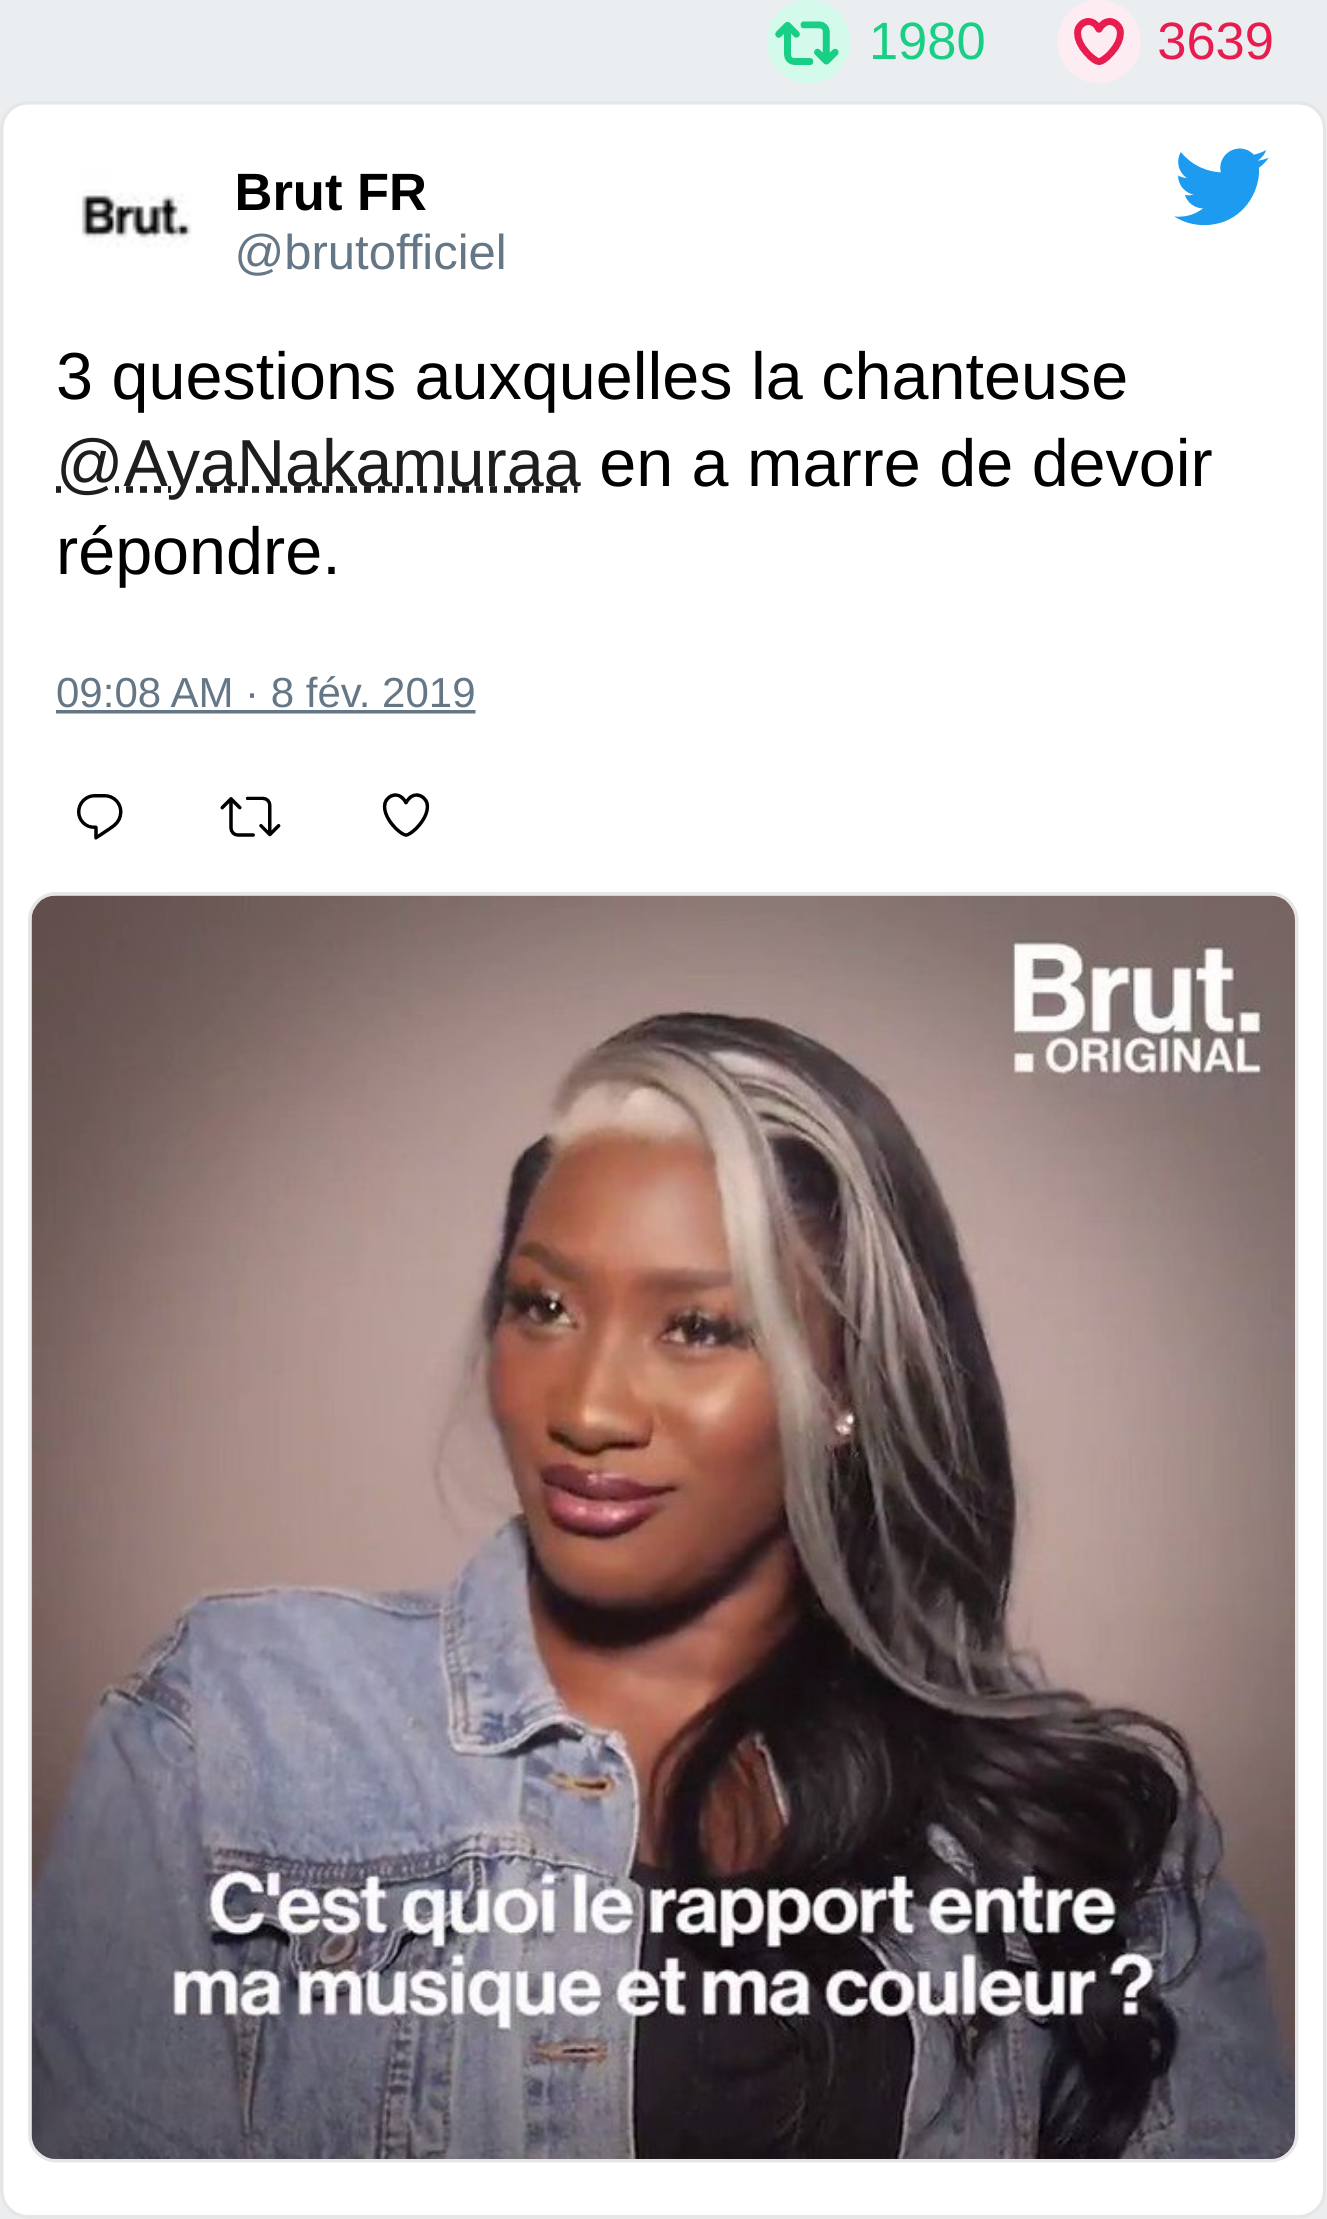 1980 3639
Brut.
Brut FR
@brutofficiel
3 questions auxquelles la chanteuse
@AyaNakamuraa en a marre de devoir
répondre.
09:08 AM · 8 fév. 2019
Brut.
ORIGINAL
C'est quoi le rapport entre
ma musique et ma couleur ?